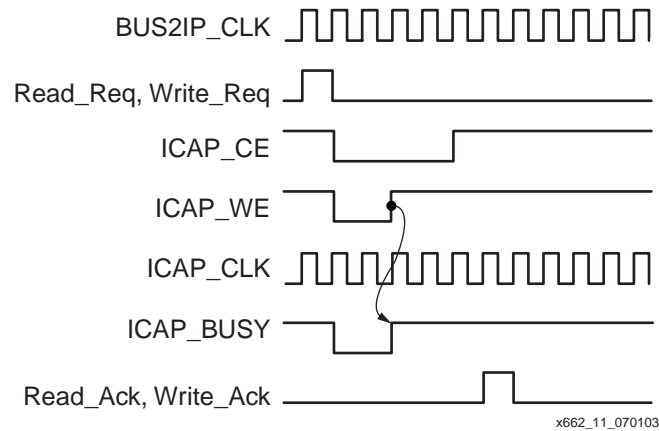 BUS2IP_CLK
Read_Req, Write_Req
ICAP_CE
ICAP_WE
ICAP_CLK
ICAP_BUSY
Read_Ack, Write_Ack
x662_11_070103